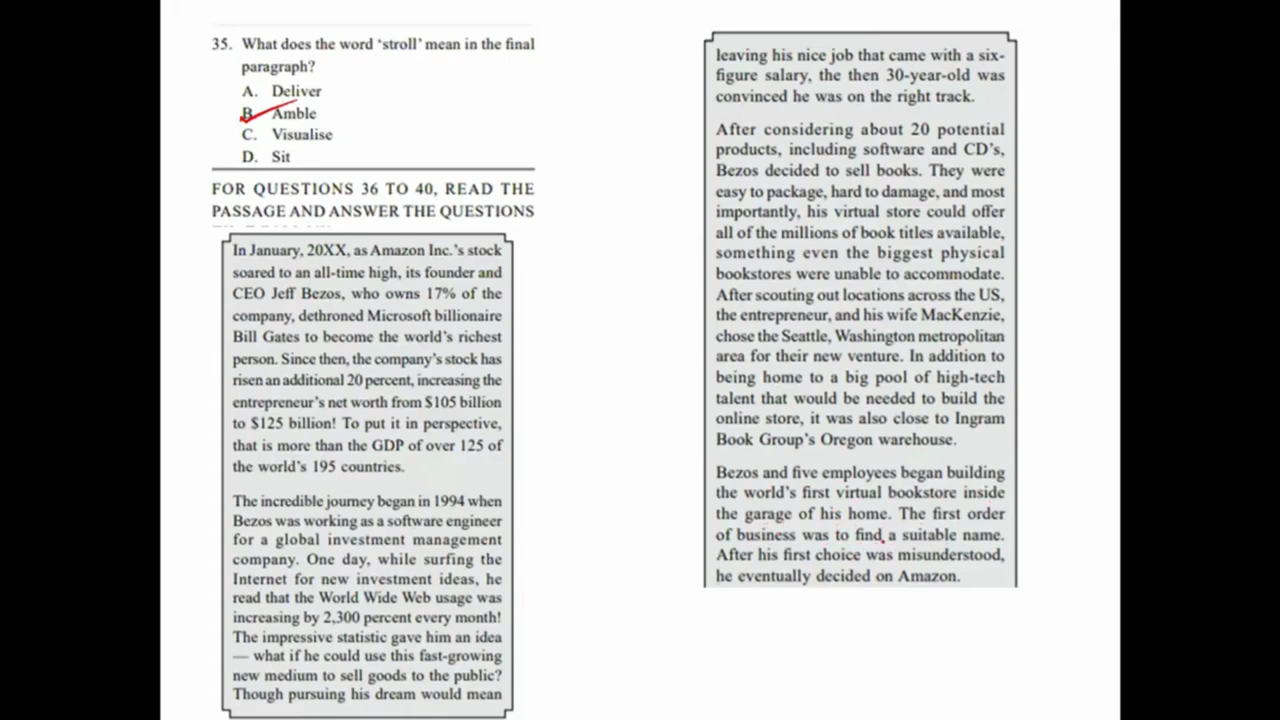 35. What does the word ‘stroll’ mean in the final
paragraph?
A. Deliver
B. Amble
C. Visualise
D. Sit
FOR QUESTIONS 36 TO 40, READ THE
PASSAGE AND ANSWER THE QUESTIONS
In January, 20XX, as Amazon Inc.’s stock
soared to an all-time high, its founder and
CEO Jeff Bezos, who owns 17% of the
company, dethroned Microsoft billionaire
Bill Gates to become the world’s richest
person. Since then, the company’s stock has
risen an additional 20 percent, increasing the
entrepreneur’s net worth from $105 billion
to $125 billion! To put it in perspective,
that is more than the GDP of over 125 of
the world’s 195 countries.
The incredible journey began in 1994 when
Bezos was working as a software engineer
for a global investment management
company. One day, while surfing the
Internet for new investment ideas, he
read that the World Wide Web usage was
increasing by 2,300 percent every month!
The impressive statistic gave him an idea
— what if he could use this fast-growing
new medium to sell goods to the public?
Though pursuing his dream would mean
leaving his nice job that came with a six-
figure salary, the then 30-year-old was
convinced he was on the right track.
After considering about 20 potential
products, including software and CD’s,
Bezos decided to sell books. They were
easy to package, hard to damage, and most
importantly, his virtual store could offer
all of the millions of book titles available,
something even the biggest physical
bookstores were unable to accommodate.
After scouting out locations across the US,
the entrepreneur, and his wife MacKenzie,
chose the Seattle, Washington metropolitan
area for their new venture. In addition to
being home to a big pool of high-tech
talent that would be needed to build the
online store, it was also close to Ingram
Book Group’s Oregon warehouse.
Bezos and five employees began building
the world’s first virtual bookstore inside
the garage of his home. The first order
of business was to find a suitable name.
After his first choice was misunderstood,
he eventually decided on Amazon.